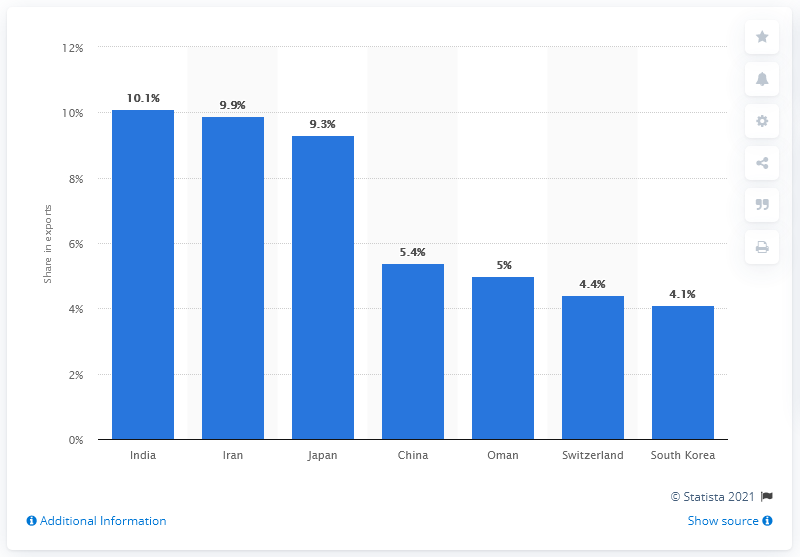 12%
10%
8%
6%
4%
2%
0%
Share in exports
10.1%
9.9%
9.3%
5.4%
5%
4.4%
4.1%
India
Iran
Japan
China
Oman
Switzerland
South Korea
© Statista 2021
Additional Information
Show source